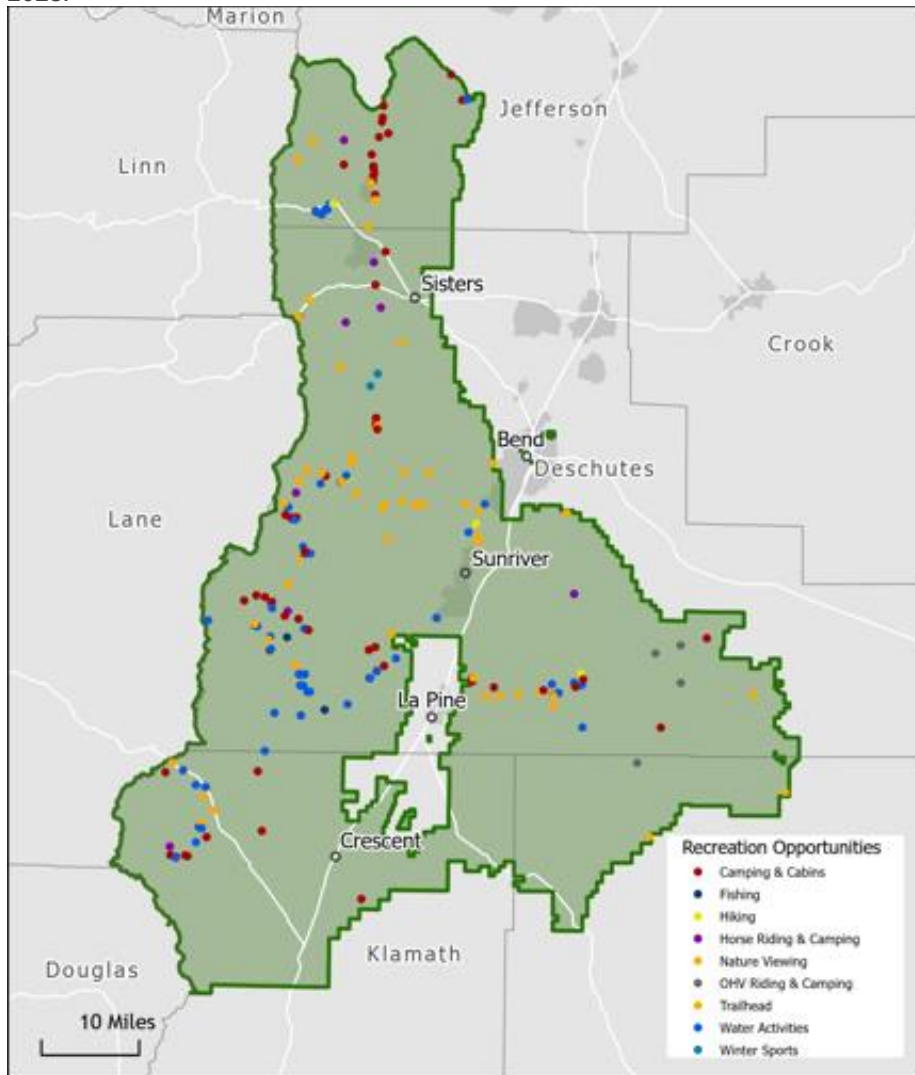 Marion
Jefferson
Linn
Sisters
Crook
Bend
Deschutes
Lane
Sunriver
La Pine
Crescent
Klamath
Douglas
10 Miles
Recreation Opportunities
Camping & Cabins
Fishing
Hiking
Horse Riding & Camping
Nature Viewing
OHV Riding & Camping
Trailhead
Water Activities
Winter Sports